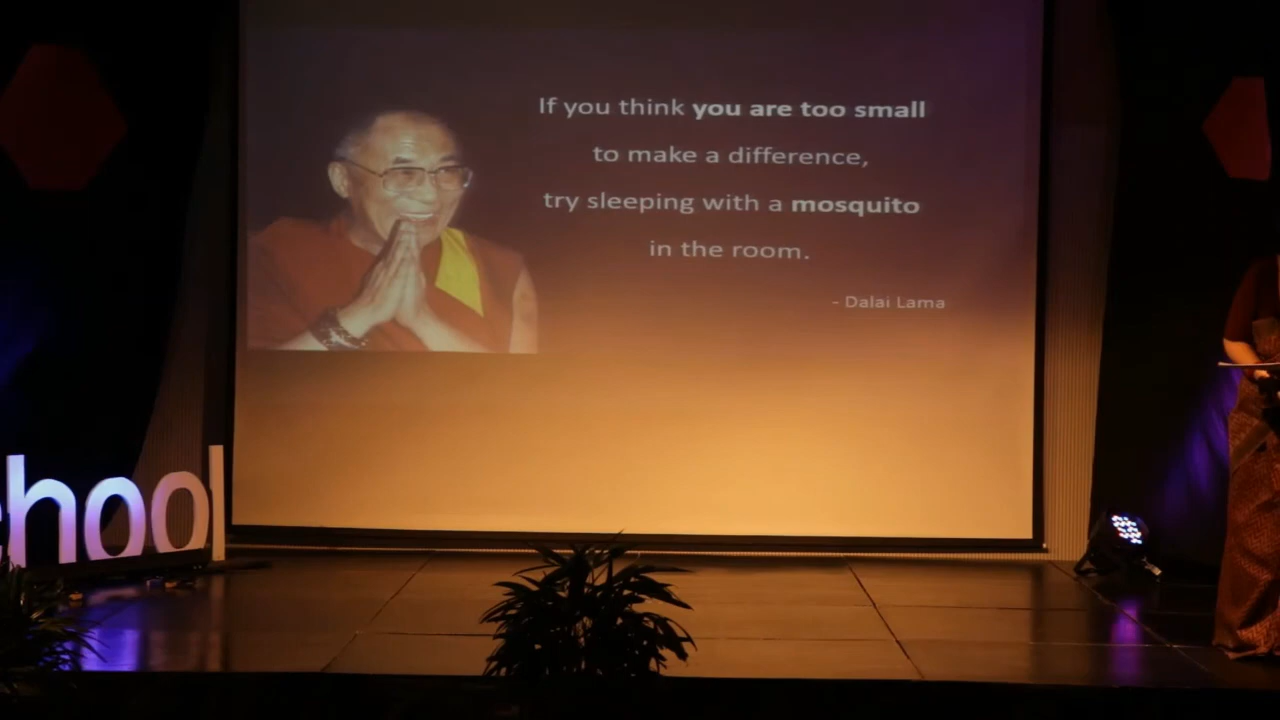 If you think you are too small
to make a difference,
try sleeping with a mosquito
in the room.
- Dalai Lama
chool